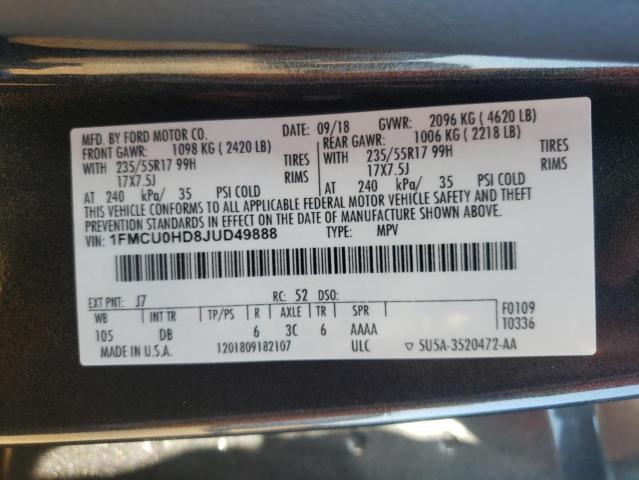 MFD. BY FORD MOTOR CO.
DATE: 09/18 GVWR: 2096 KG ( 4620 LB)
FRONT GAWR: 1098 KG ( 2420 LB) REAR GAWR: 1006 KG ( 2218 LB)
WITH 235/55R17 99H TIRES WITH 235/55R17 99H TIRES
17X7.5J RIMS 17X7.5J RIMS
AT 240 kPa/ 35 PSI COLD AT 240 kPa/ 35 PSI COLD
THIS VEHICLE CONFORMS TO ALL APPLICABLE FEDERAL MOTOR VEHICLE SAFETY AND THEFT
PREVENTION STANDARDS IN EFFECT ON THE DATE OF MANUFACTURE SHOWN ABOVE.
VIN: 1FMCU0HD8JUD49888 TYPE: MPV
EXT PNT: J7 RC: 52 DSO:
WB INT TR TP/PS R AXLE TR SPR F0109
105 DB 6 3C 6 AAAA T0336
MADE IN U.S.A. 1201809182107 ULC ▽ 5U5A-3520472-AA